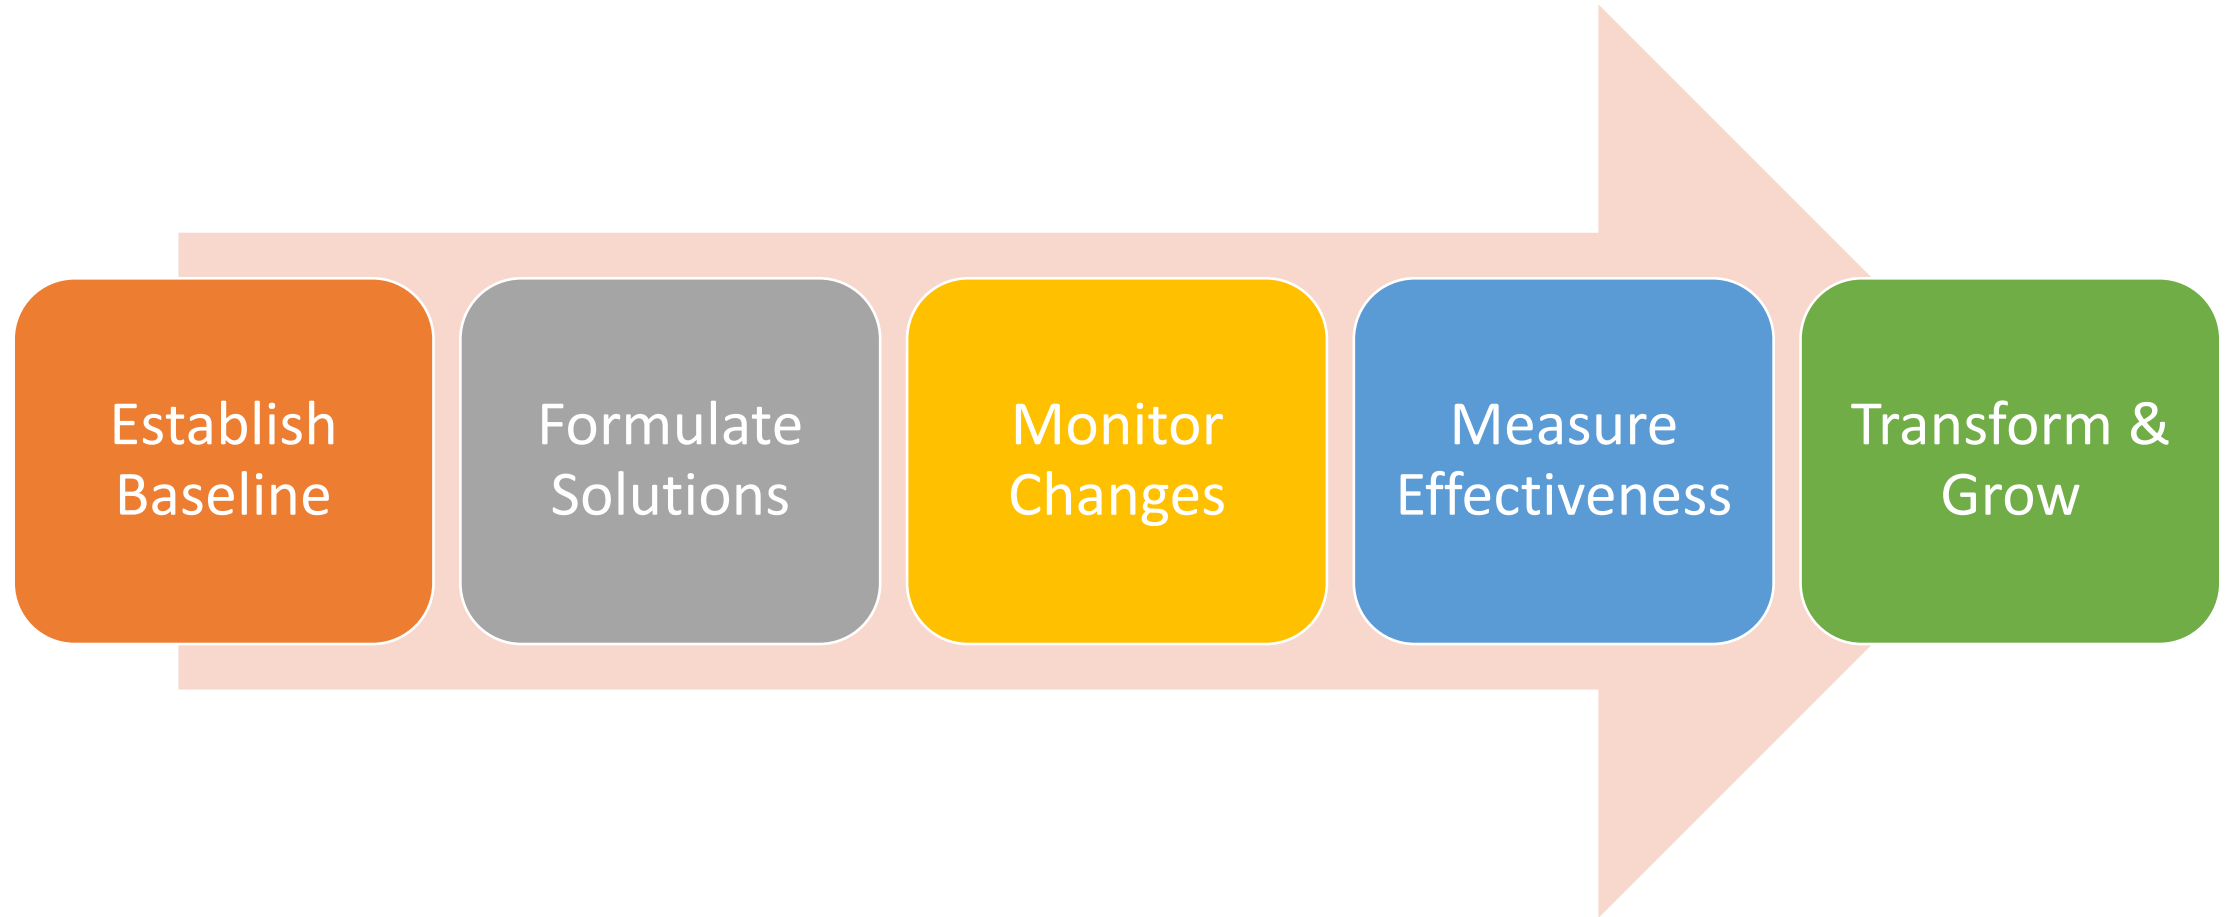 Establish
Baseline
Formulate
Solutions
Monitor
Changes
Measure
Effectiveness
Transform &
Grow